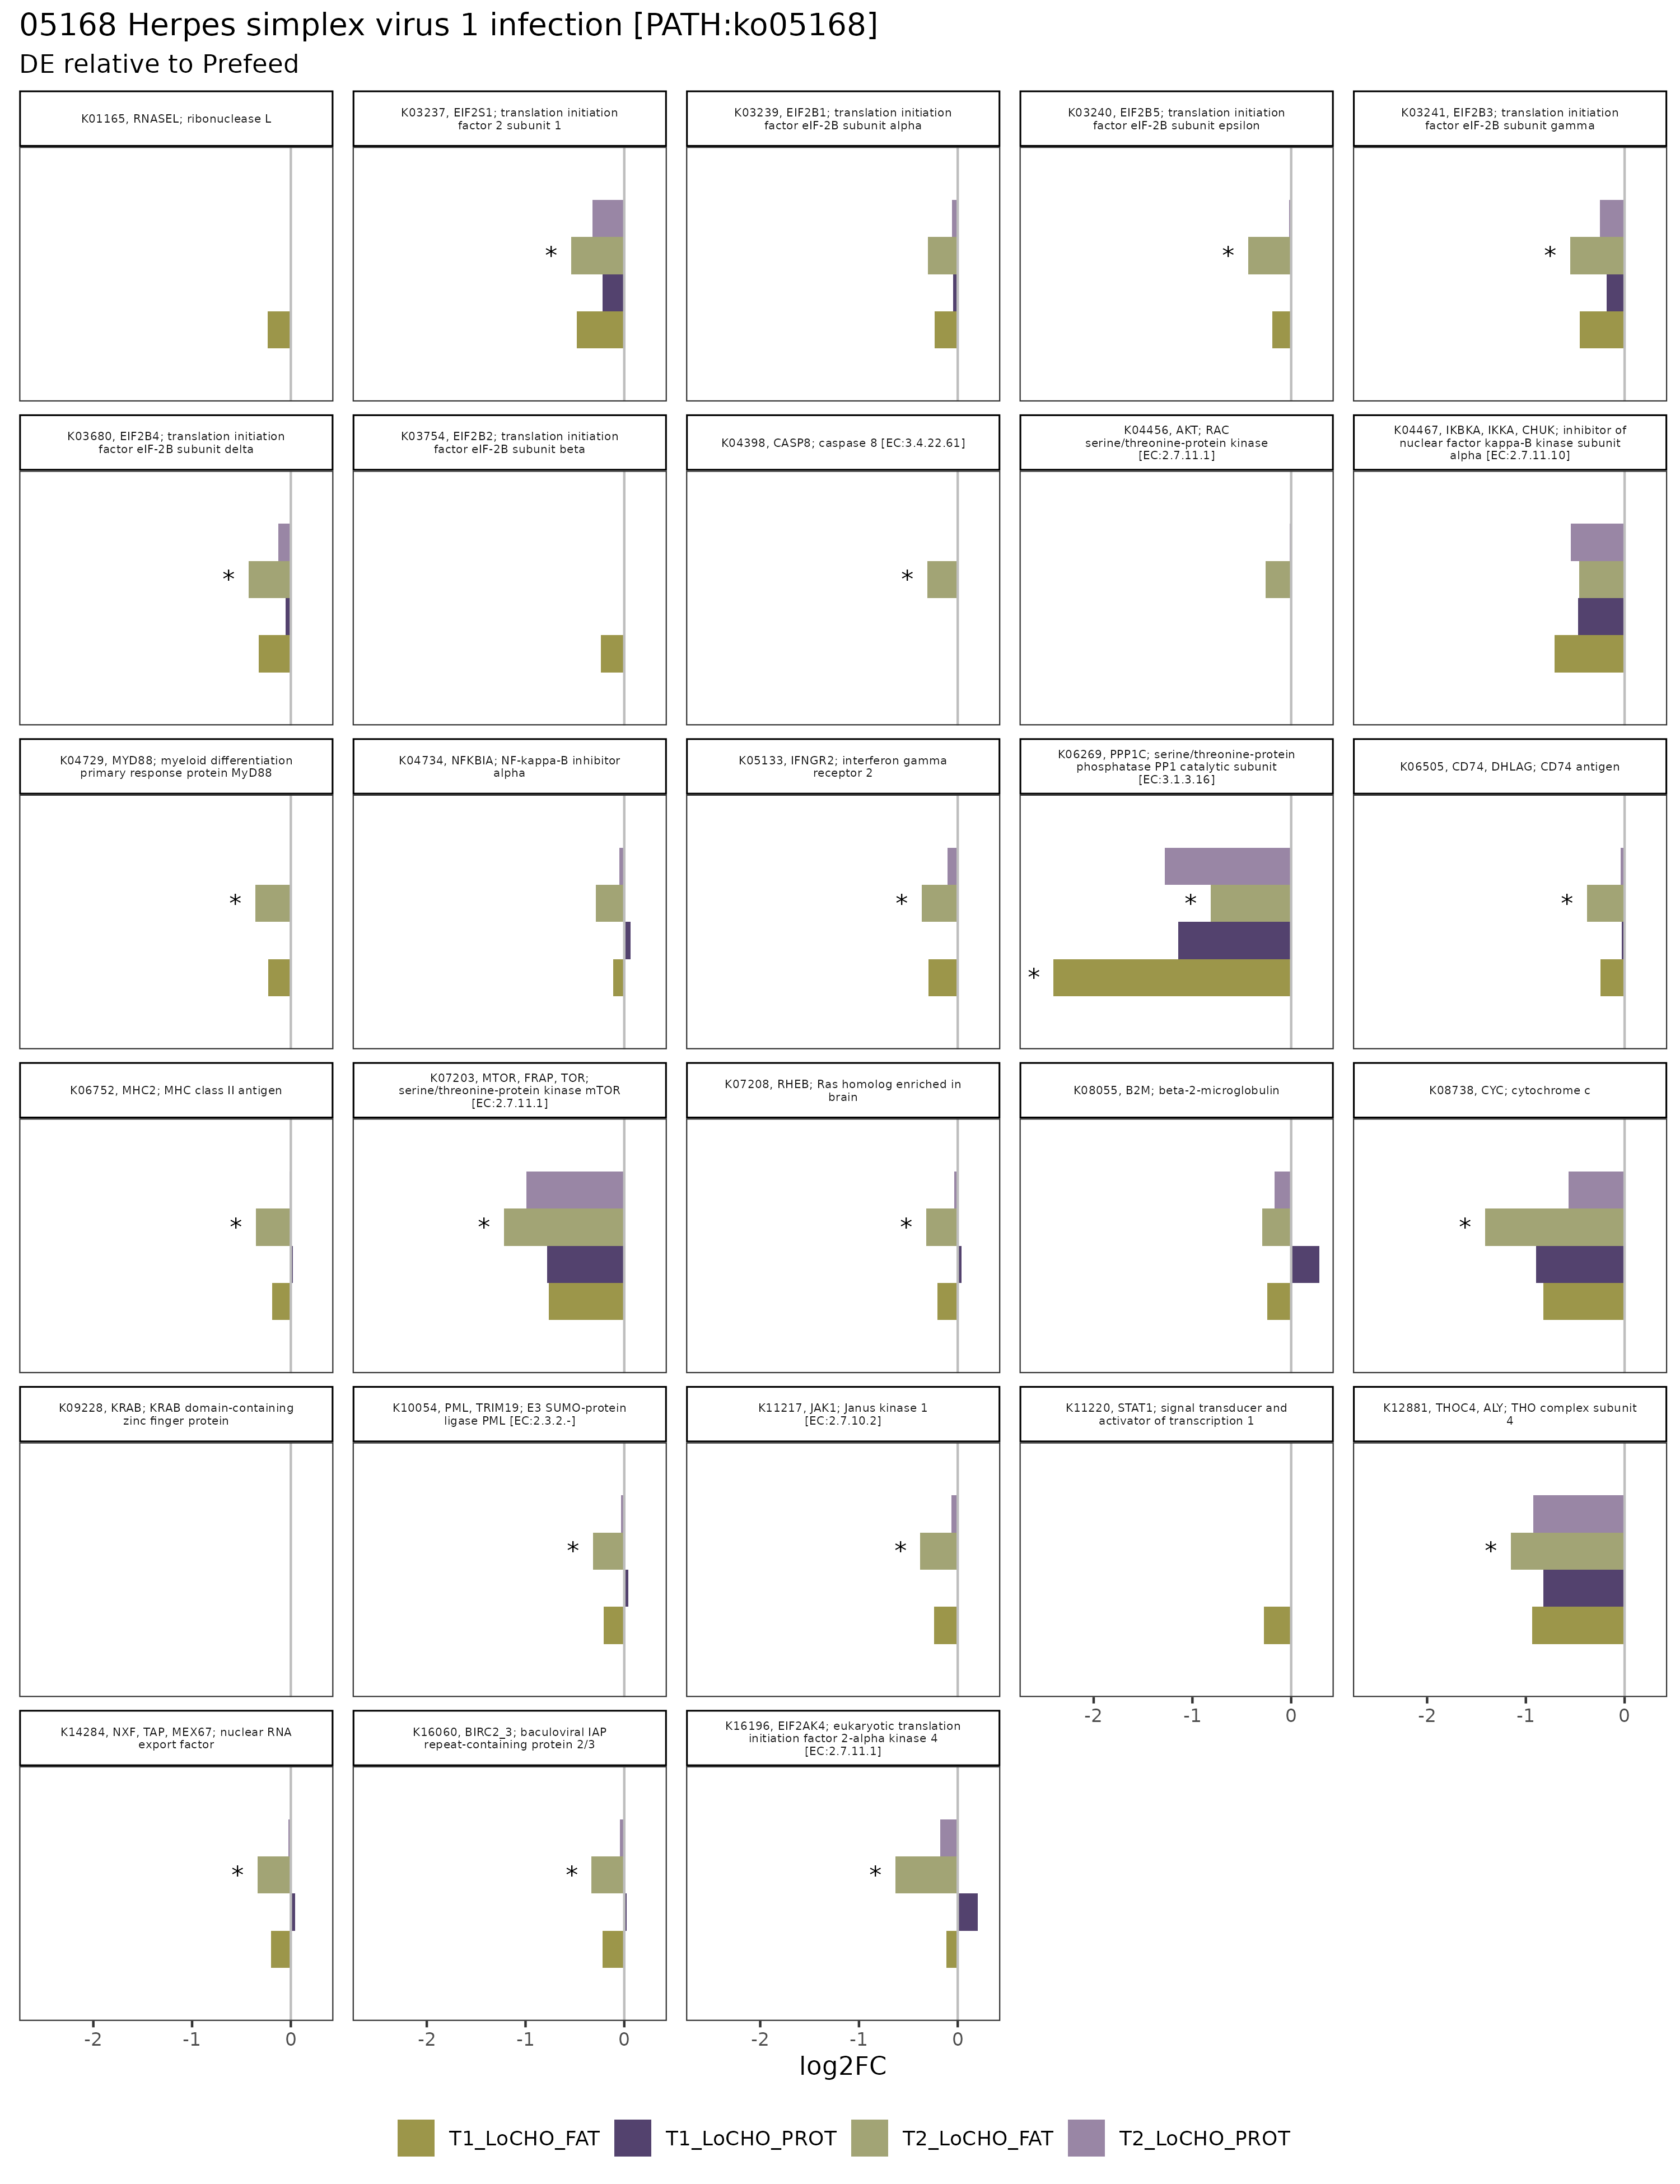 05168 Herpes simplex virus 1 infection [PATH:ko05168]
DE relative to Prefeed
K01165, RNASEL; ribonuclease L
K03237, EIF2S1; translation initiation
factor 2 subunit 1
K03239, EIF2B1; translation initiation
factor eIF-2B subunit alpha
K03240, EIF2B5; translation initiation
factor eIF-2B subunit epsilon
K03241, EIF2B3; translation initiation
factor eIF-2B subunit gamma
*
*
*
K03680, EIF2B4; translation initiation
factor eIF-2B subunit delta
K03754, EIF2B2; translation initiation
factor eIF-2B subunit beta
K04398, CASP8; caspase 8 [EC:3.4.22.61]
K04456, AKT; RAC
serine/threonine-protein kinase
[EC:2.7.11.1]
K04467, IKBKA, IKKA, CHUK; inhibitor of
nuclear factor kappa-B kinase subunit
alpha [EC:2.7.11.10]
*
*
K04729, MYD88; myeloid differentiation
primary response protein MyD88
K04734, NFKBIA; NF-kappa-B inhibitor
alpha
K05133, IFNGR2; interferon gamma
receptor 2
K06269, PPP1C; serine/threonine-protein
phosphatase PP1 catalytic subunit
[EC:3.1.3.16]
K06505, CD74, DHLAG; CD74 antigen
*
*
*
*
*
K06752, MHC2; MHC class II antigen
K07203, MTOR, FRAP, TOR;
serine/threonine-protein kinase mTOR
[EC:2.7.11.1]
K07208, RHEB; Ras homolog enriched in
brain
K08055, B2M; beta-2-microglobulin
K08738, CYC; cytochrome c
*
*
*
*
K09228, KRAB; KRAB domain-containing
zinc finger protein
K10054, PML, TRIM19; E3 SUMO-protein
ligase PML [EC:2.3.2.-]
K11217, JAK1; Janus kinase 1
[EC:2.7.10.2]
K11220, STAT1; signal transducer and
activator of transcription 1
K12881, THOC4, ALY; THO complex subunit
4
*
*
*
-2 -1 0
-2 -1 0
K14284, NXF, TAP, MEX67; nuclear RNA
export factor
K16060, BIRC2_3; baculoviral IAP
repeat-containing protein 2/3
K16196, EIF2AK4; eukaryotic translation
initiation factor 2-alpha kinase 4
[EC:2.7.11.1]
*
*
*
-2 -1 0
-2 -1 0
-2 -1 0
log2FC
T1_LoCHO_FAT
T1_LoCHO_PROT
T2_LoCHO_FAT
T2_LoCHO_PROT